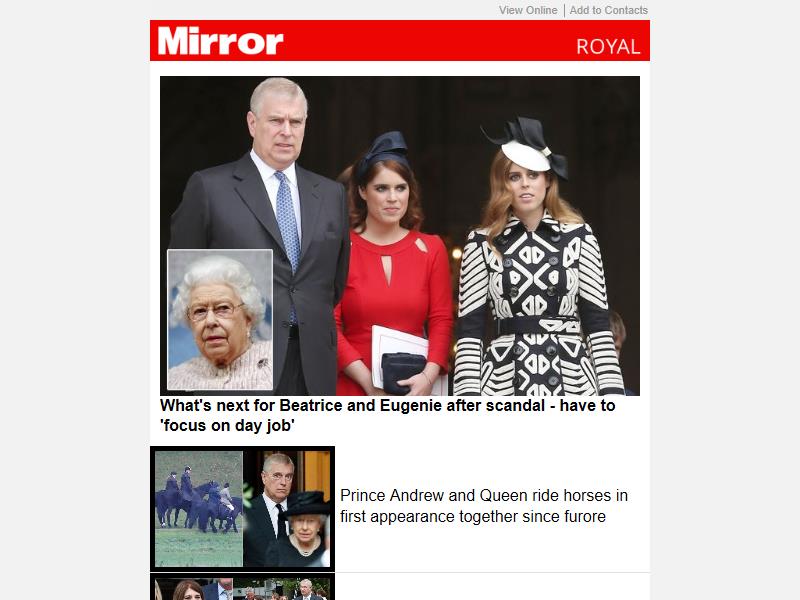 View Online | Add to Contacts
Mirror
ROYAL
What's next for Beatrice and Eugenie after scandal - have to
'focus on day job'
Prince Andrew and Queen ride horses in
first appearance together since furore